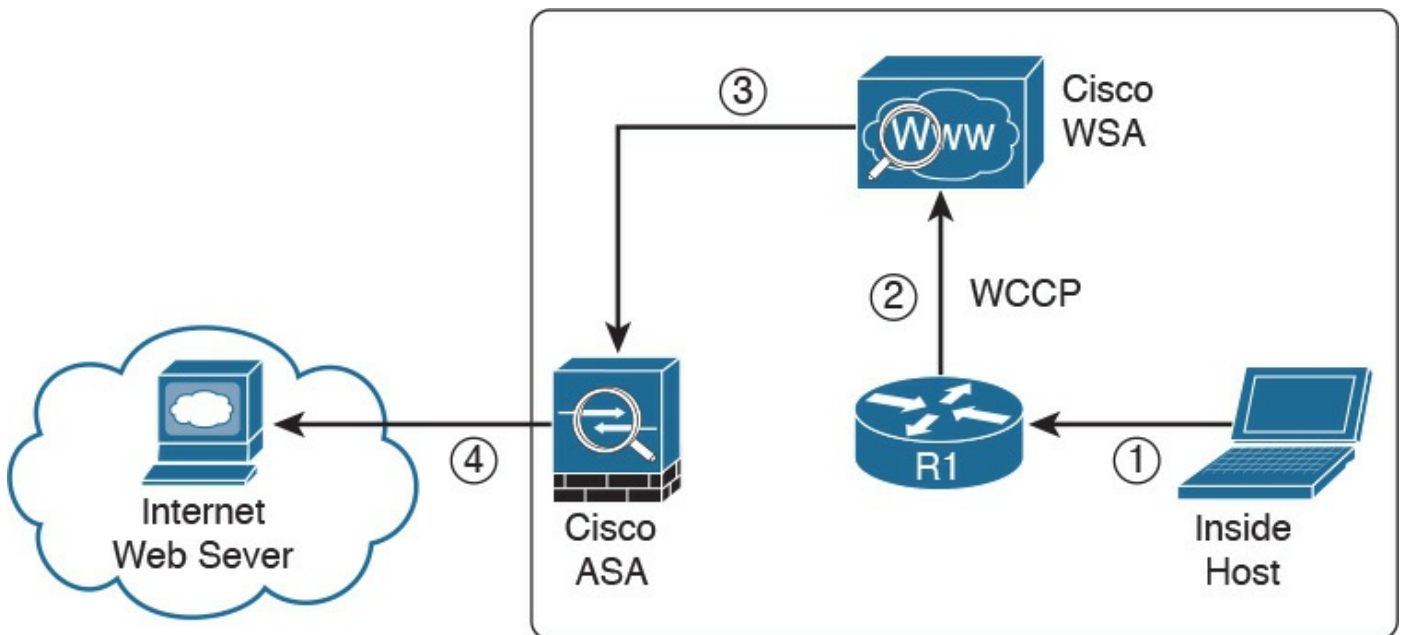 ③
Cisco
WSA
Www
②
WCCP
R1
①
④
Internet
Web Sever
Cisco
ASA
Inside
Host